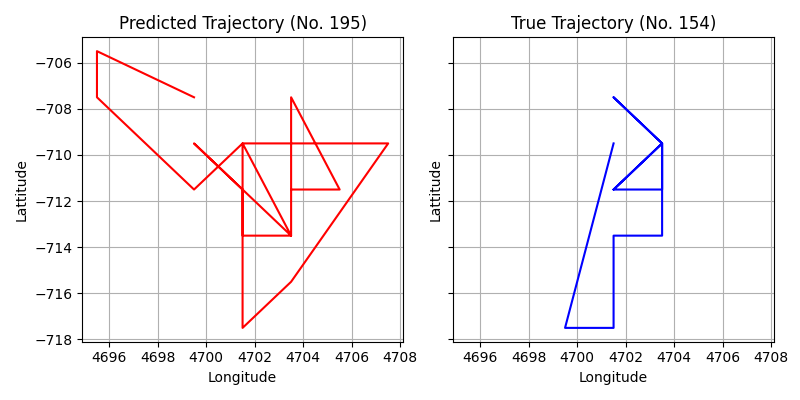 Predicted Trajectory (No. 195)
True Trajectory (No. 154)
Lattitude
−706
−708
−710
−712
−714
−716
−718
4696 4698 4700 4702 4704 4706 4708
Longitude
Lattitude
4696 4698 4700 4702 4704 4706 4708
Longitude